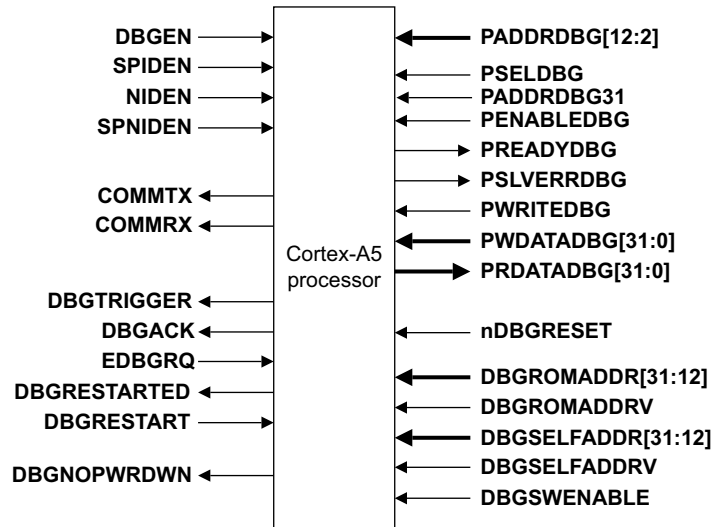 DBGEN
SPIDEN
NIDEN
SPNIDEN
COMMTX
COMMRX
DBGTRIGGER
DBGACK
EDBGRQ
DBGRESTARTED
DBGRESTART
DBGNOPWRDWN
Cortex-A5
processor
PADDRDBG[12:2]
PSELDBG
PADDRDBG31
PENABLEDBG
PREADYDBG
PSLVERRDBG
PWRITEDBG
PWDATADBG[31:0]
PRDATADBG[31:0]
nDBGRESET
DBGROMADDR[31:12]
DBGROMADDRV
DBGSELFADDR[31:12]
DBGSELFADDRV
DBGSWENABLE